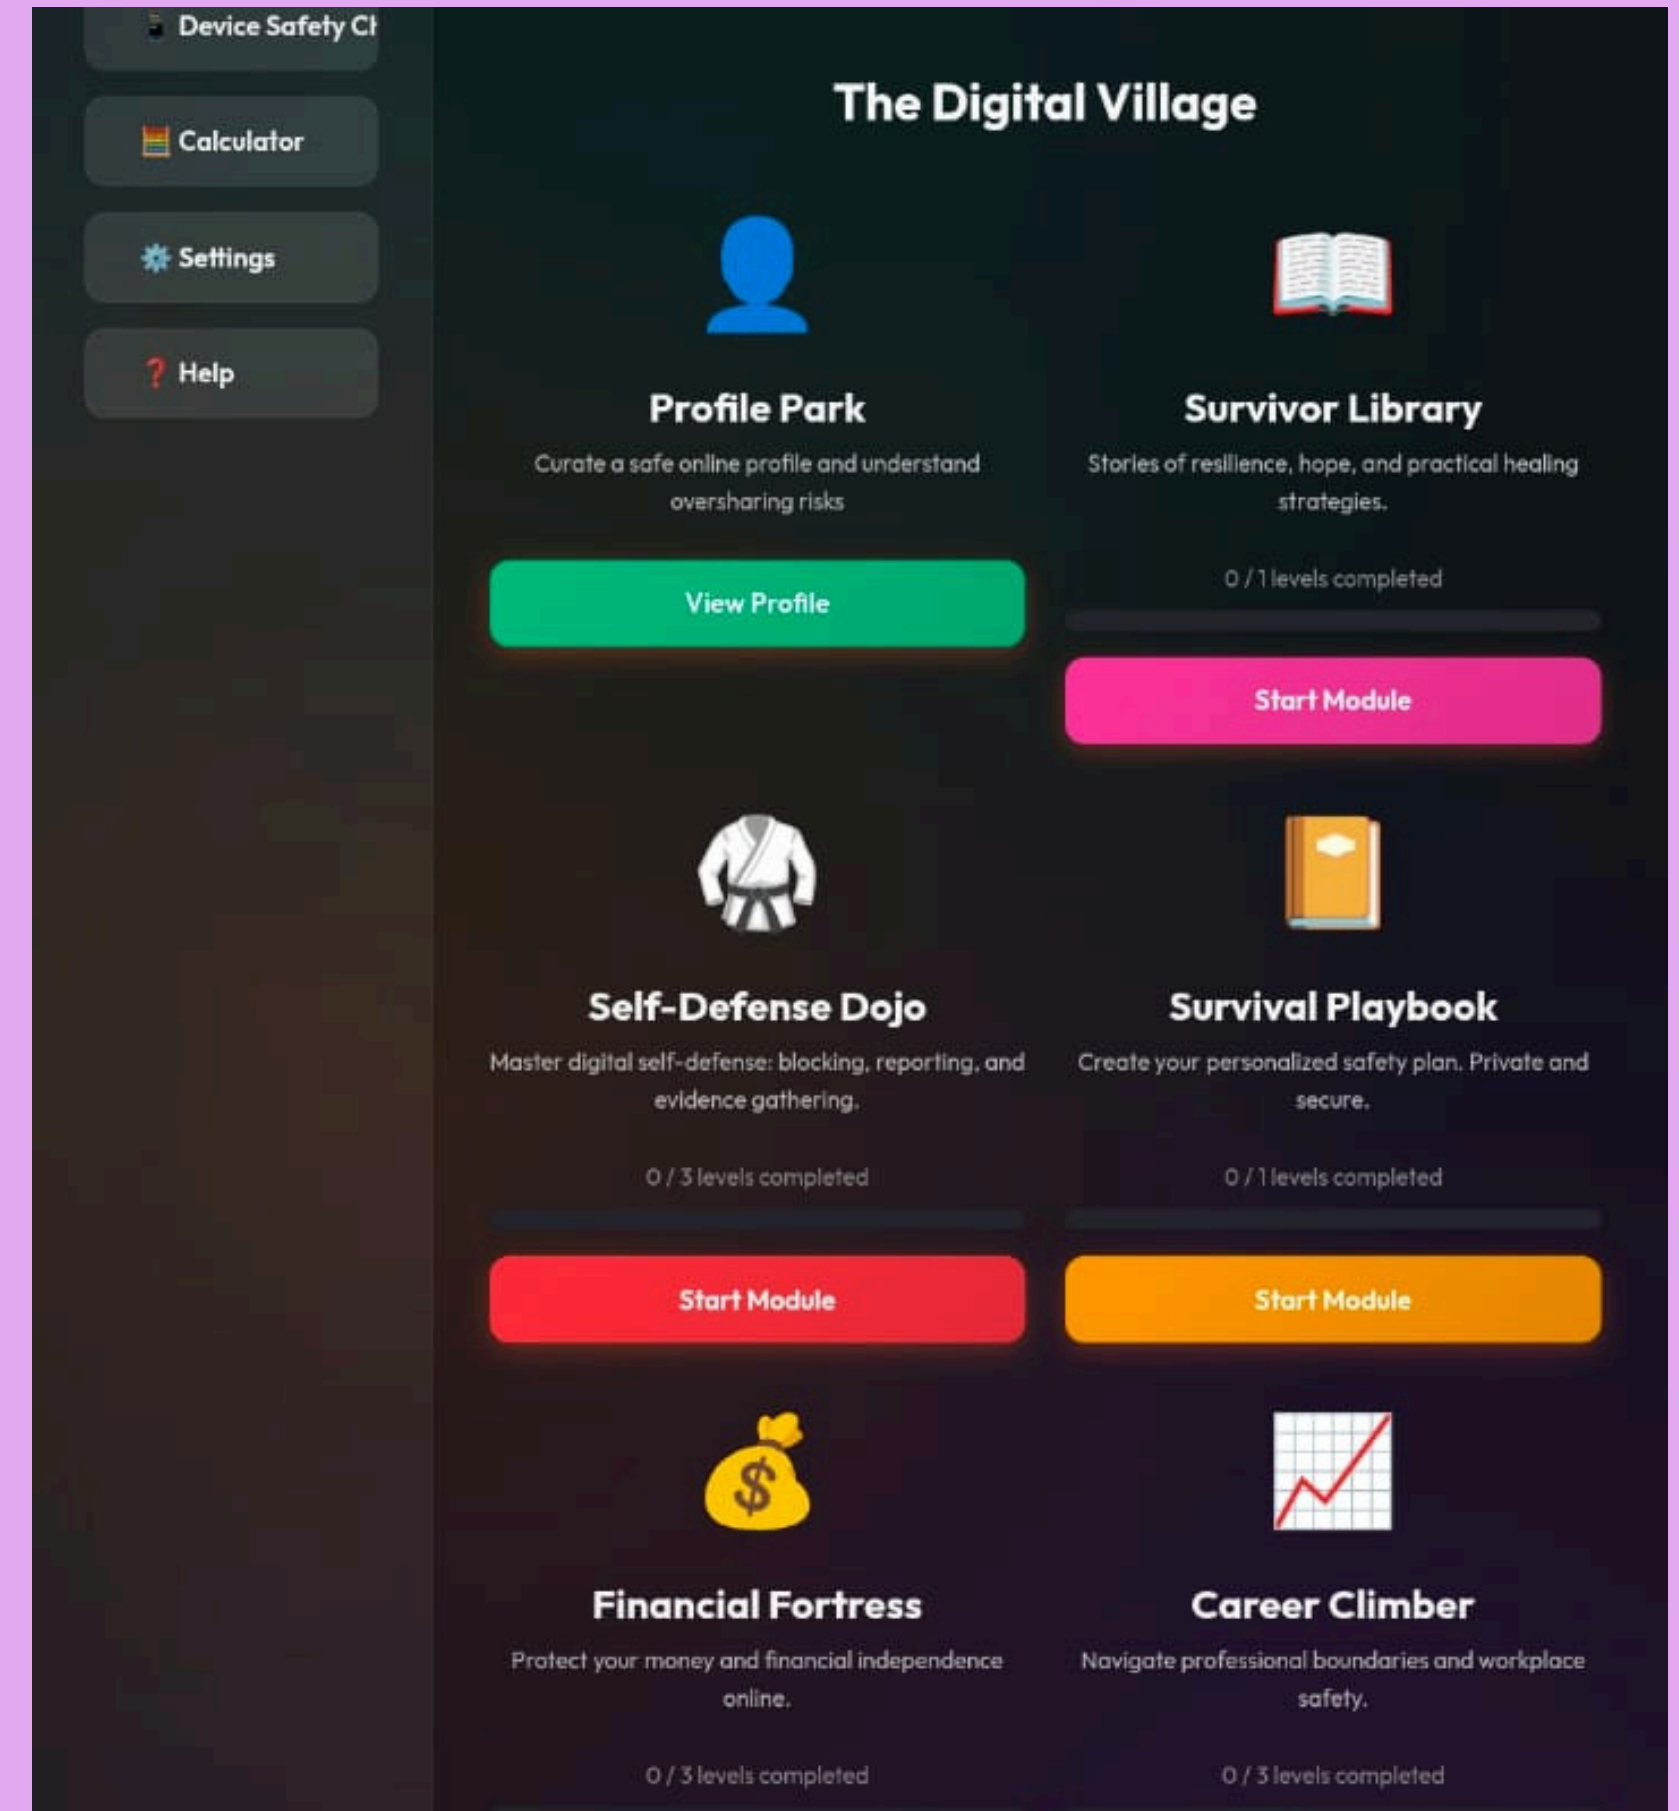 Device Safety
Calculator
Settings
Help
The Digital Village
Profile Park
Curate a safe online profile and understand
oversharing risks
View Profile
Survivor Library
Stories of resilience, hope, and practical healing
strategies.
0 / 1 levels completed
Start Module
Self-Defense Dojo
Master digital self-defense: blocking, reporting, and
evidence gathering.
0 / 3 levels completed
Start Module
Survival Playbook
Create your personalized safety plan. Private and
secure.
0 / 1 levels completed
Start Module
Financial Fortress
Protect your money and financial independence
online.
0 / 3 levels completed
Career Climber
Navigate professional boundaries and workplace
safety.
0 / 3 levels completed